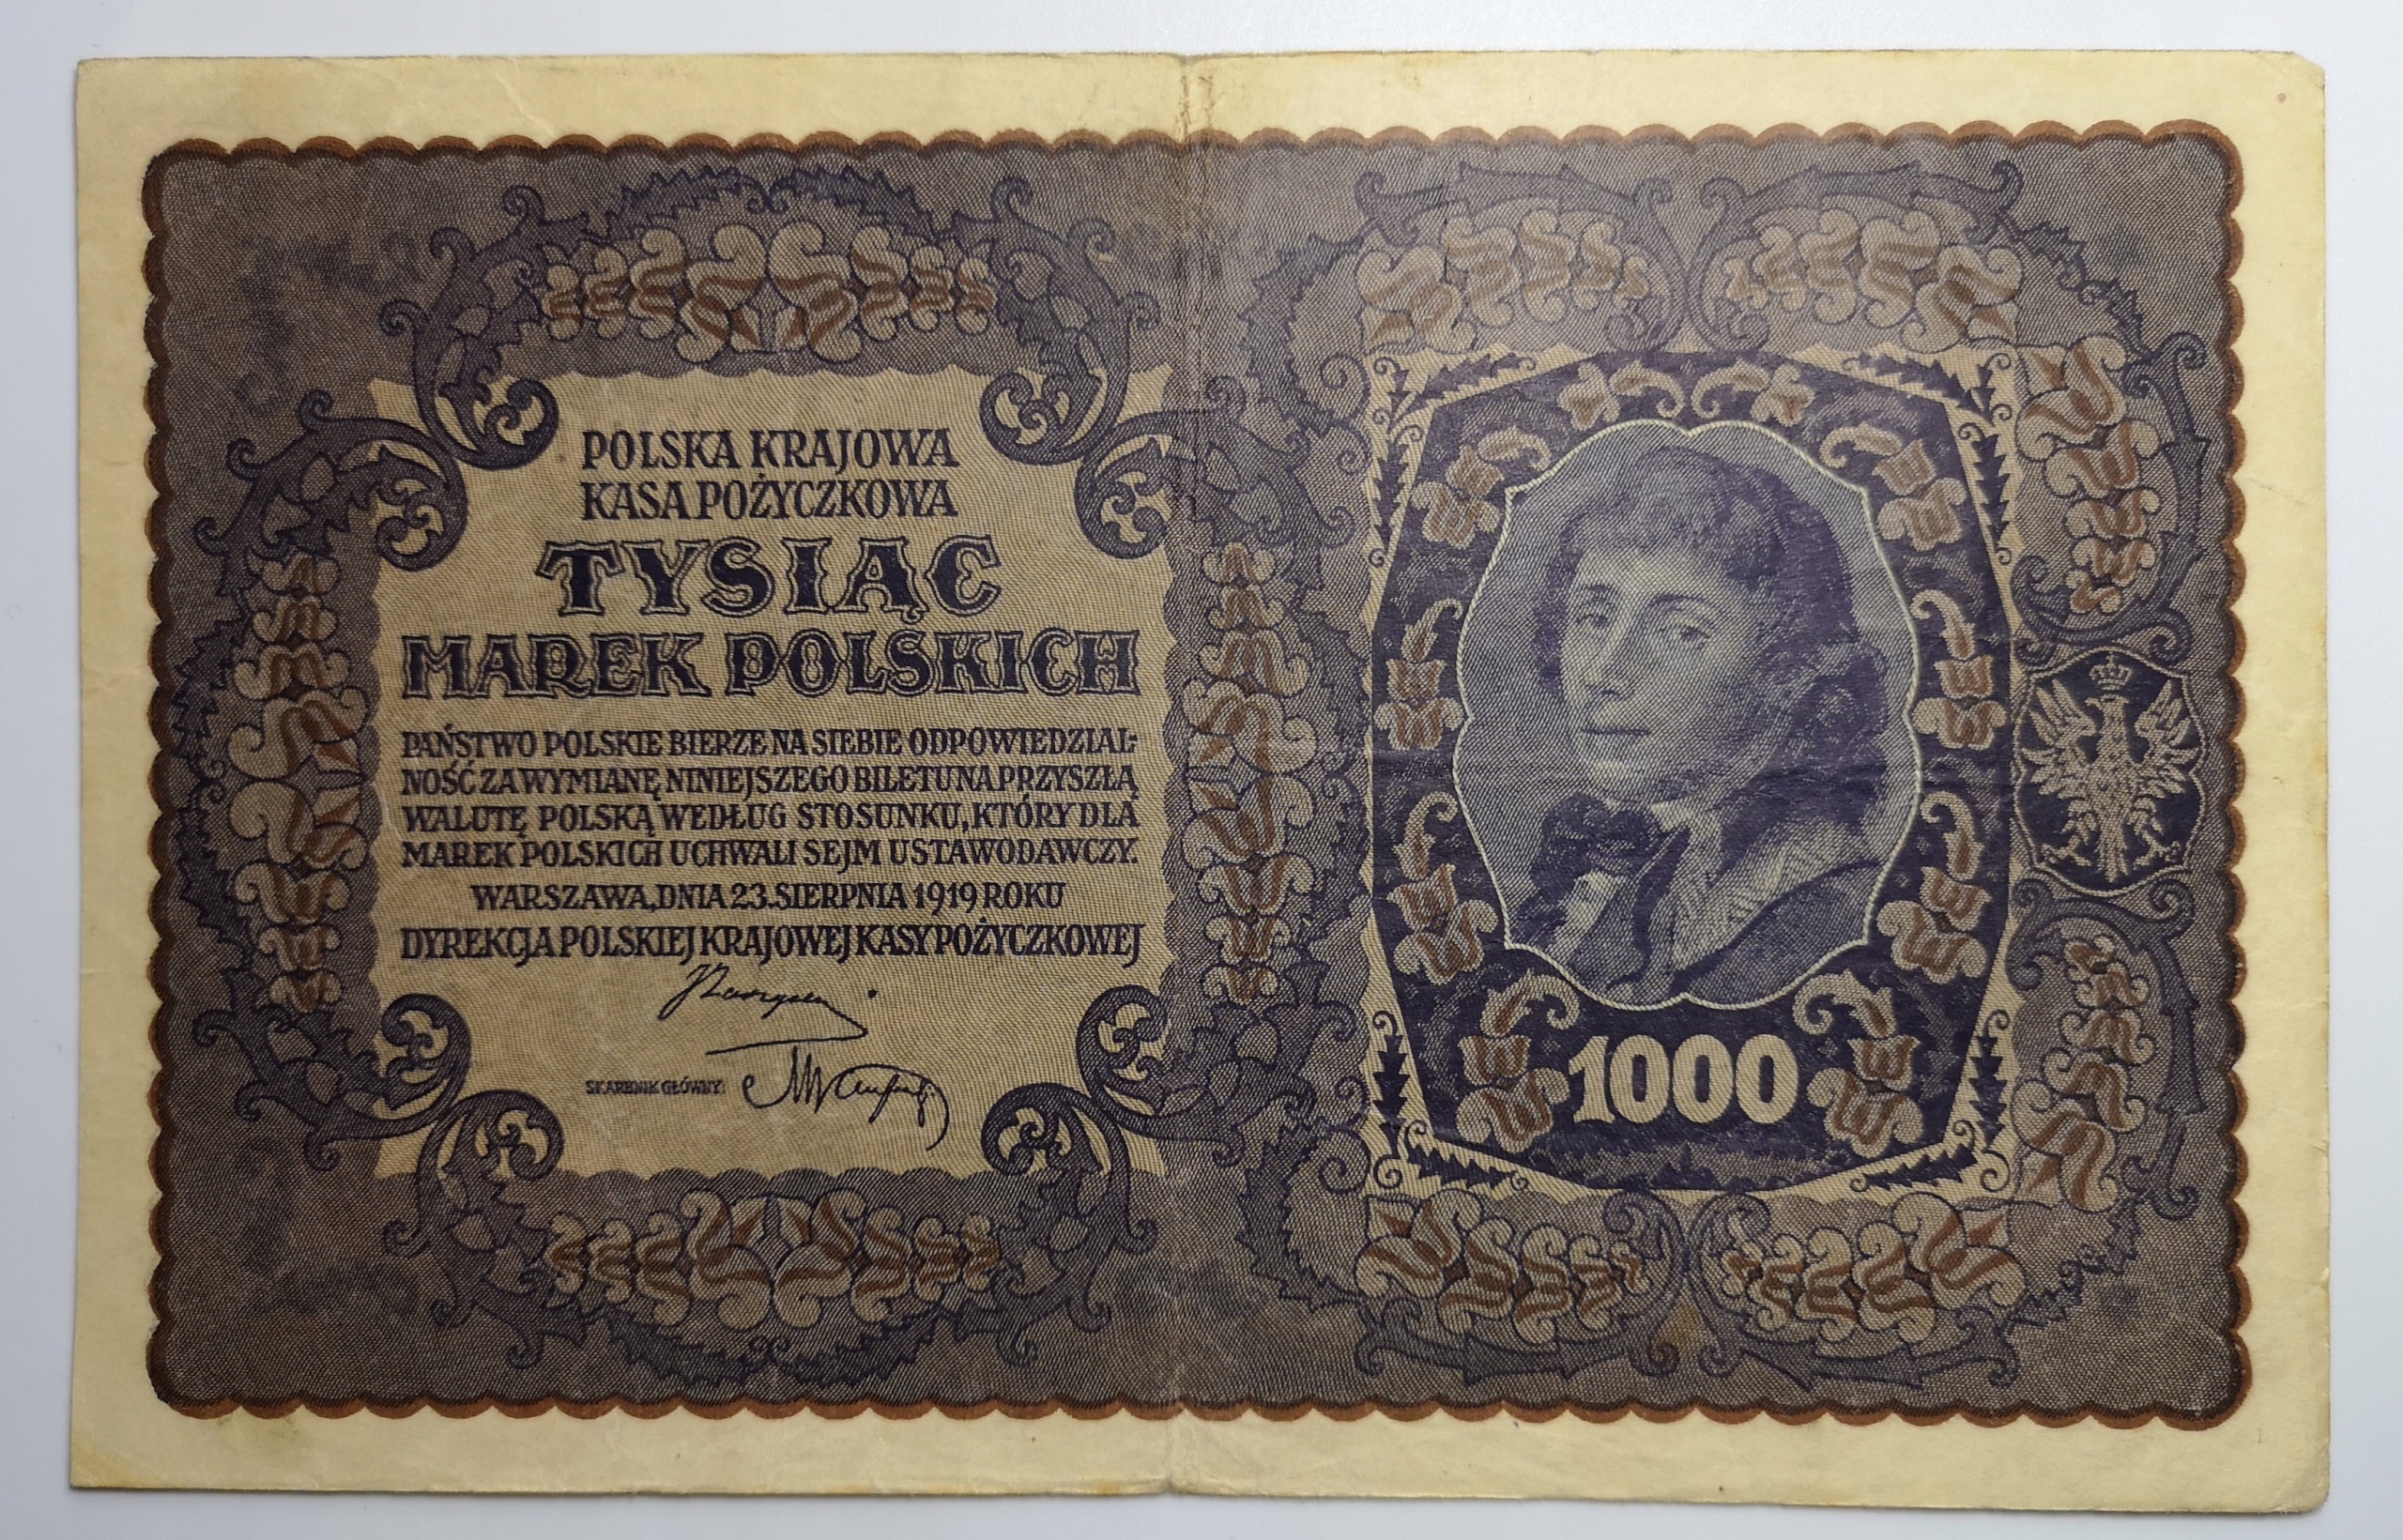 POLSKA KRAJOWA
KASA POŻYCZKOWA
TYSIĄC
MAREK POLSKICH
PAŃSTWO POLSKIE BIERZE NA SIEBIE ODPOWIEDZIAL-
NOŚĆ ZA WYMIANĘ NINIEJSZEGO BILETU NA PRZYSZŁĄ
WALUTĘ POLSKĄ WEDŁUG STOSUNKU, KTÓRY DLA
MAREK POLSKICH UCHWALI SEJM USTAWODAWCZY.
WARSZAWA, DNIA 23. SIERPNIA 1919 ROKU
DYREKCJA POLSKIEJ KRAJOWEJ KASY POŻYCZKOWEJ
SKARBNIK GŁÓWNY:
1000